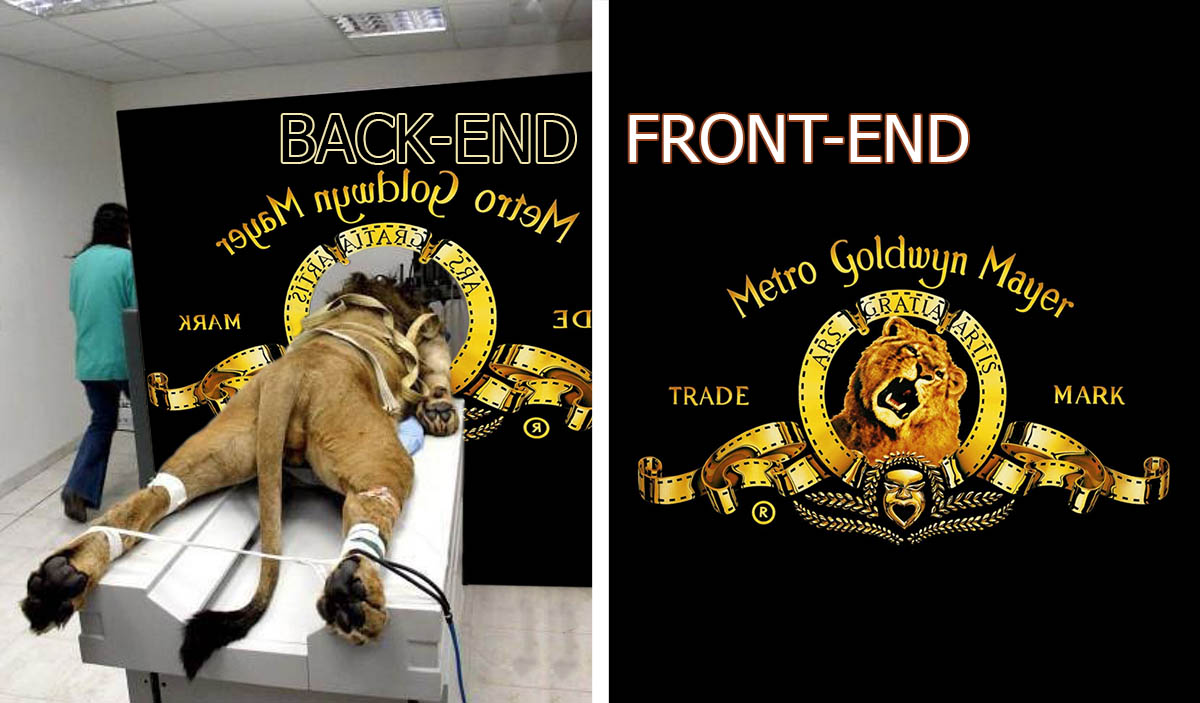 BACK-END
Metro Goldwyn Mayer
ARS GRATIA ARTIS
DE
MARK
®
FRONT-END
Metro Goldwyn Mayer
ARS GRATIA ARTIS
TRADE
MARK
®